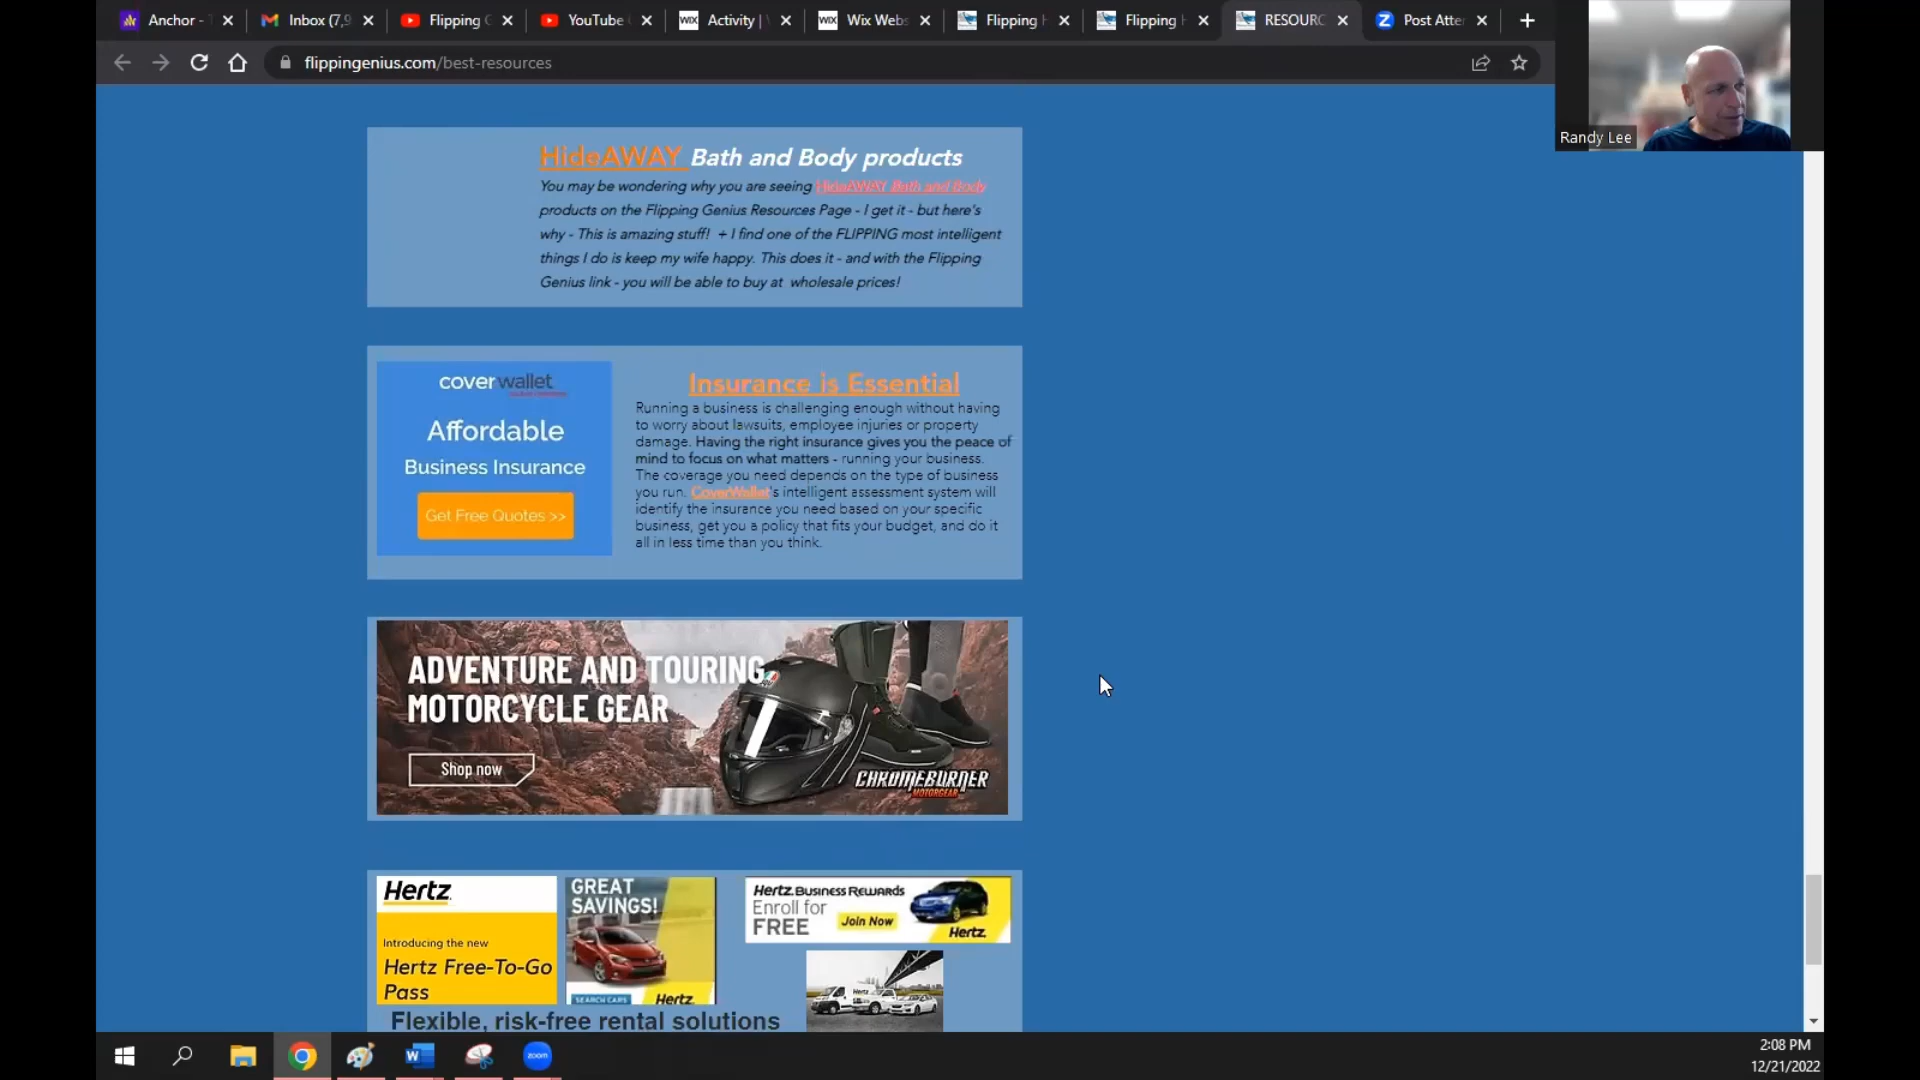 Anchor -
Inbox (7,9
Flipping
YouTube
WIX
Activity |
WIX
Wix Webs
Flipping
Flipping
RESOURC
Z
Post Atte
flippingenius.com/best-resources
Randy Lee
HideAWAY Bath and Body products
You may be wondering why you are seeing HideAWAY Bath and Body
products on the Flipping Genius Resources Page - I get it - but here's
why - This is amazing stuff! + I find one of the FLIPPING most intelligent
things I do is keep my wife happy. This does it - and with the Flipping
Genius link - you will be able to buy at wholesale prices!
coverwallet
Affordable
Business Insurance
Get Free Quotes >>
Insurance is Essential
Running a business is challenging enough without having
to worry about lawsuits, employee injuries or property
damage. Having the right insurance gives you the peace of
mind to focus on what matters - running your business.
The coverage you need depends on the type of business
you run. CoverWallet's intelligent assessment system will
identify the insurance you need based on your specific
business, get you a policy that fits your budget, and do it
all in less time than you think.
ADVENTURE AND TOURING
MOTORCYCLE GEAR
Shop now
CHROMEBURNER
MOTORGEAR
Hertz.
Introducing the new
Hertz Free-To-Go
Pass
GREAT
SAVINGS!
SEARCH CARS
Hertz.
Hertz. BUSINESS REWARDS
Enroll for
FREE
Join Now
Hertz.
Hertz
Flexible, risk-free rental solutions
W
zoom
2:08 PM
12/21/2022